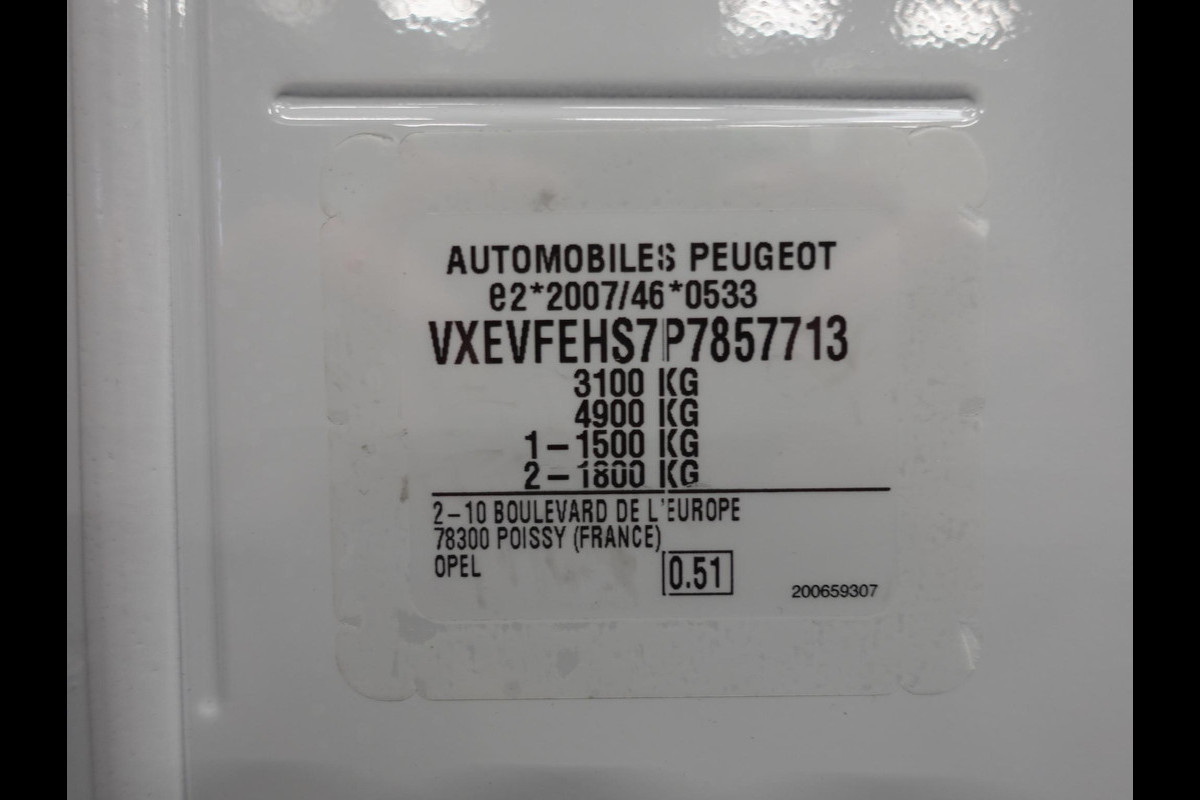 AUTOMOBILES PEUGEOT
e2*2007/46*0533
VXEVFEHS7P7857713
3100 KG
4900 KG
1-1500 KG
2-1800 KG
2-10 BOULEVARD DE L'EUROPE
78300 POISSY (FRANCE)
OPEL
0.51
200659307